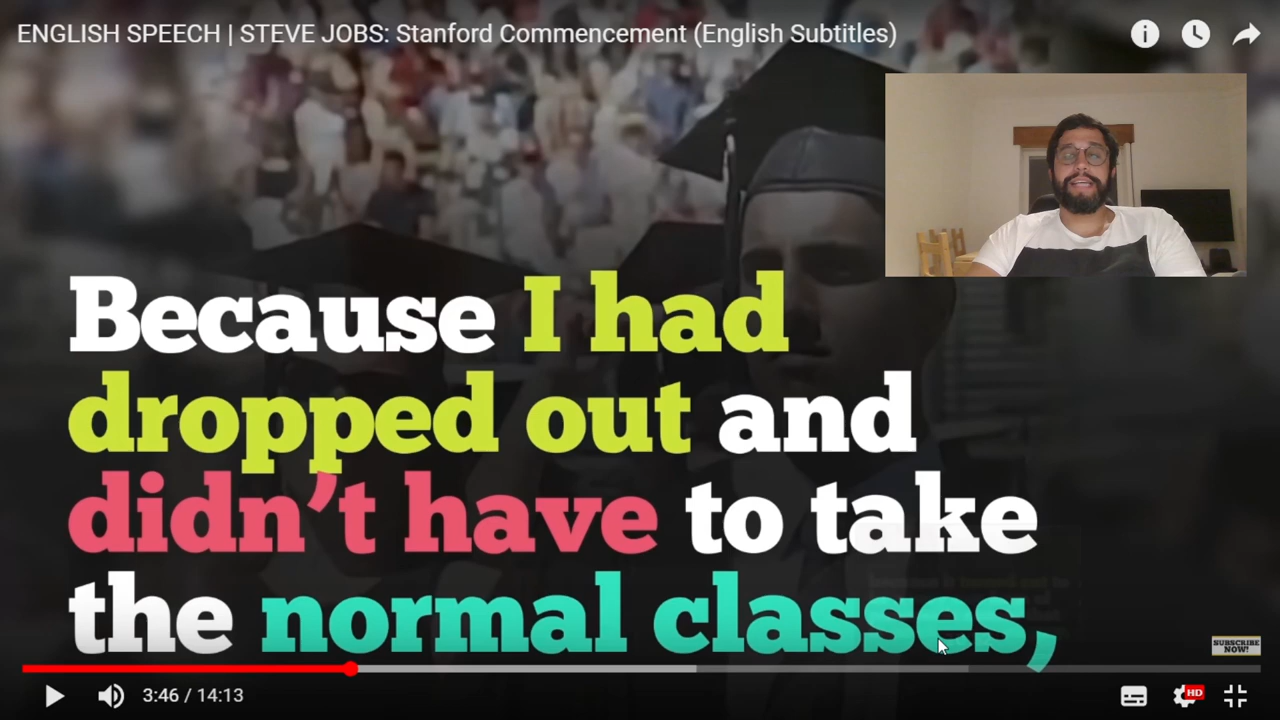 ENGLISH SPEECH | STEVE JOBS: Stanford Commencement (English Subtitles)
Because I had
dropped out and
didn't have to take
the normal classes,
SUBSCRIBE
NOW!
3:46 / 14:13
HD